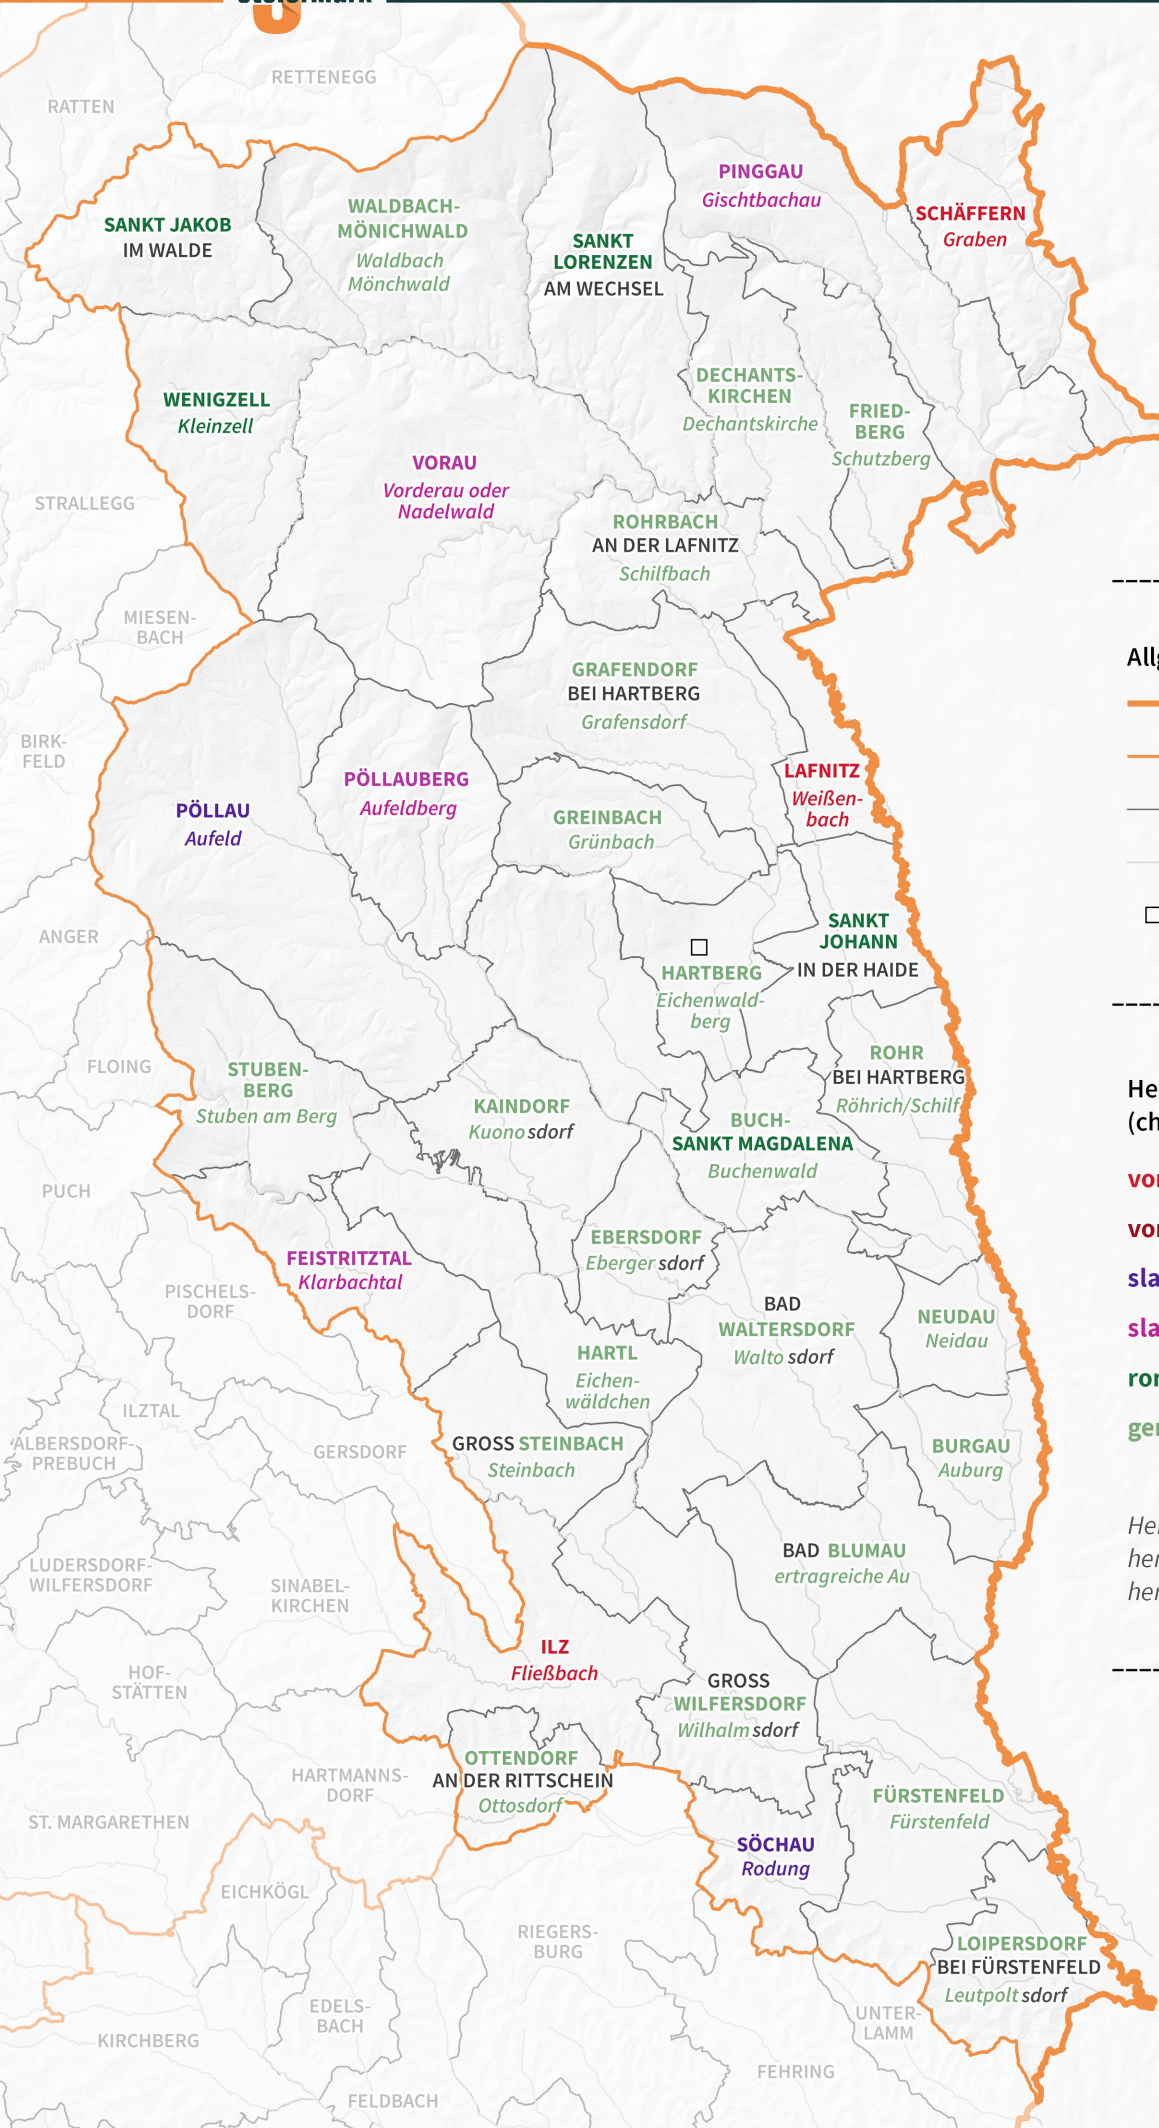 Steiermark
RETTENEGG
RATTEN
PINGGAU
Gischtbachau
SCHÄFFERN
Graben
WALDBACH-
MÖNICHWALD
Waldbach
Mönchwald
SANKT JAKOB
IM WALDE
SANKT
LORENZEN
AM WECHSEL
DECHANTS-
KIRCHEN
Dechantskirche
WENIGZELL
Kleinzell
FRIED-
BERG
Schutzberg
VORAU
Vorderau oder
Nadelwald
STRALLEGG
ROHRBACH
AN DER LAFNITZ
Schilfbach
MIESEN-
BACH
GRAFENDORF
BEI HARTBERG
Grafensdorf
BIRK-
FELD
LAFNITZ
Weißen-
bach
PÖLLAUBERG
Aufeldberg
PÖLLAU
Aufeld
GREINBACH
Grünbach
ANGER
SANKT
JOHANN
IN DER HAIDE
HARTBERG
Eichenwald-
berg
FLOING
STUBEN-
BERG
Stuben am Berg
ROHR
BEI HARTBERG
Röhrich/Schilf
KAINDORF
Kuonosdorf
BUCH-
SANKT MAGDALENA
Buchenwald
PUCH
EBERSDORF
Ebergersdorf
FEISTRITZTAL
Klarbachtal
PISCHELS-
DORF
BAD
WALTERSDORF
Waltosdorf
NEUDAU
Neidau
HARTL
Eichen-
wäldchen
ILZTAL
ALBERSDORF-
PREBUCH
GERSDORF
GROSS STEINBACH
Steinbach
BURGAU
Auburg
BAD BLUMAU
ertragreiche Au
LUDERSDORF-
WILFERSDORF
SINABEL-
KIRCHEN
ILZ
Fließbach
HOF-
STÄTTEN
GROSS
WILFERSDORF
Wilhalmsdorf
OTTENDORF
AN DER RITTSCHEIN
Ottosdorf
HARTMANNS-
DORF
FÜRSTENFELD
Fürstenfeld
ST. MARGARETHEN
SÖCHAU
Rodung
EICHKÖGL
RIEGERS-
BURG
LOIPERSDORF
BEI FÜRSTENFELD
Leutpoltsdorf
EDELS-
BACH
UNTER-
LAMM
KIRCHBERG
FEHRING
FELDBACH